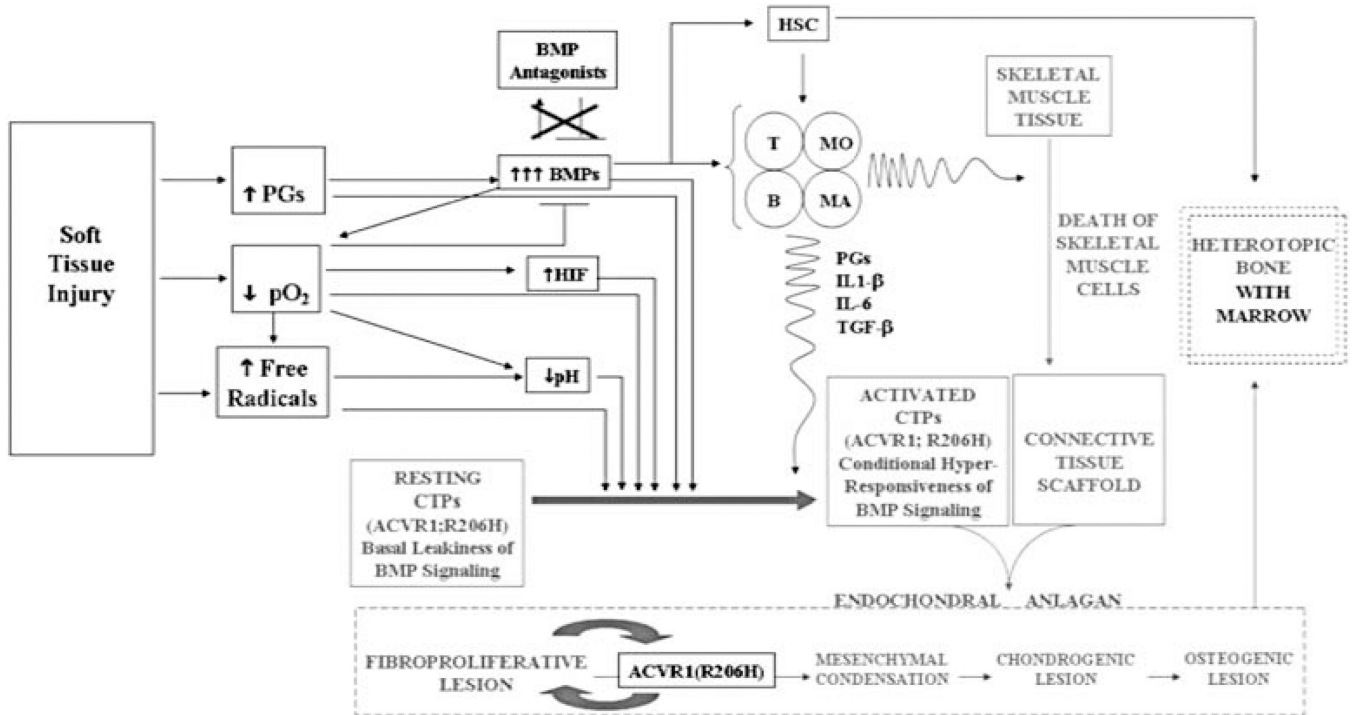 HSC
BMP
Antagonists
SKELETAL
MUSCLE
TISSUE
Soft
Tissue
Injury
↑ PGs
↑↑↑ BMPs
T
MO
B
MA
↓ pO₂
↑HIF
PGs
IL1-β
IL-6
TGF-β
DEATH OF
SKELETAL
MUSCLE
CELLS
HETEROTOPIC
BONE
WITH
MARROW
↑ Free
Radicals
↓pH
RESTING
CTPs
(ACVR1;R206H)
Basal Leakiness of
BMP Signaling
ACTIVATED
CTPs
(ACVR1; R206H)
Conditional Hyper-
Responsiveness of
BMP Signaling
CONNECTIVE
TISSUE
SCAFFOLD
ENDOCHONDRAL ANLAGAN
FIBROPROLIFERATIVE
LESION
ACVR1(R206H)
MESENCHYMAL
CONDENSATION
CHONDROGENIC
LESION
OSTEOGENIC
LESION